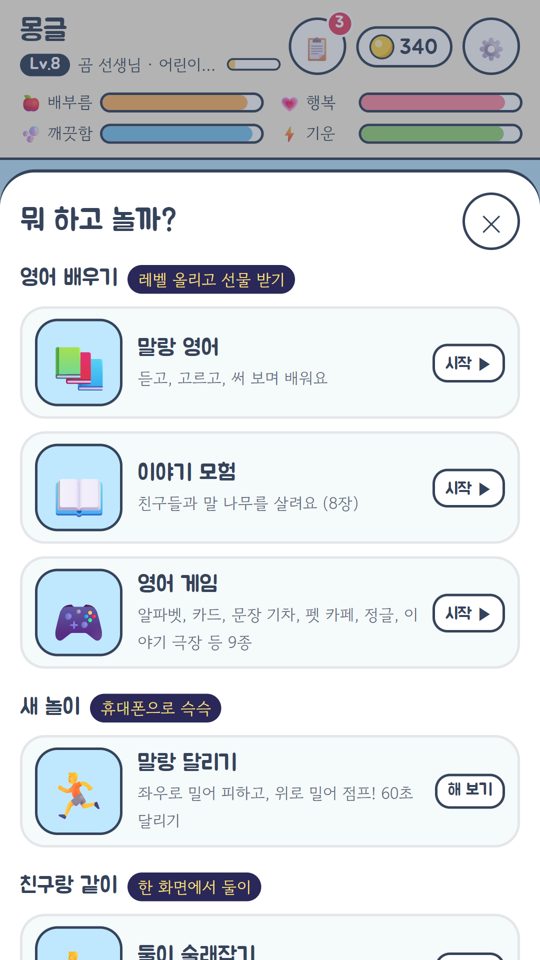 몽글
3
340
Lv.8 곰 선생님 · 어린이...
배부름 행복
깨끗함 기운
뭐 하고 놀까?
영어 배우기 레벨 올리고 선물 받기
말랑 영어
듣고, 고르고, 써 보며 배워요
시작 ▶
이야기 모험
친구들과 말 나무를 살려요 (8장)
시작 ▶
영어 게임
알파벳, 카드, 문장 기차, 펫 카페, 정글, 이
야기 극장 등 9종
시작 ▶
새 놀이 휴대폰으로 슥슥
말랑 달리기
좌우로 밀어 피하고, 위로 밀어 점프! 60초
달리기
해 보기
친구랑 같이 한 화면에서 둘이
둘이 술래잡기